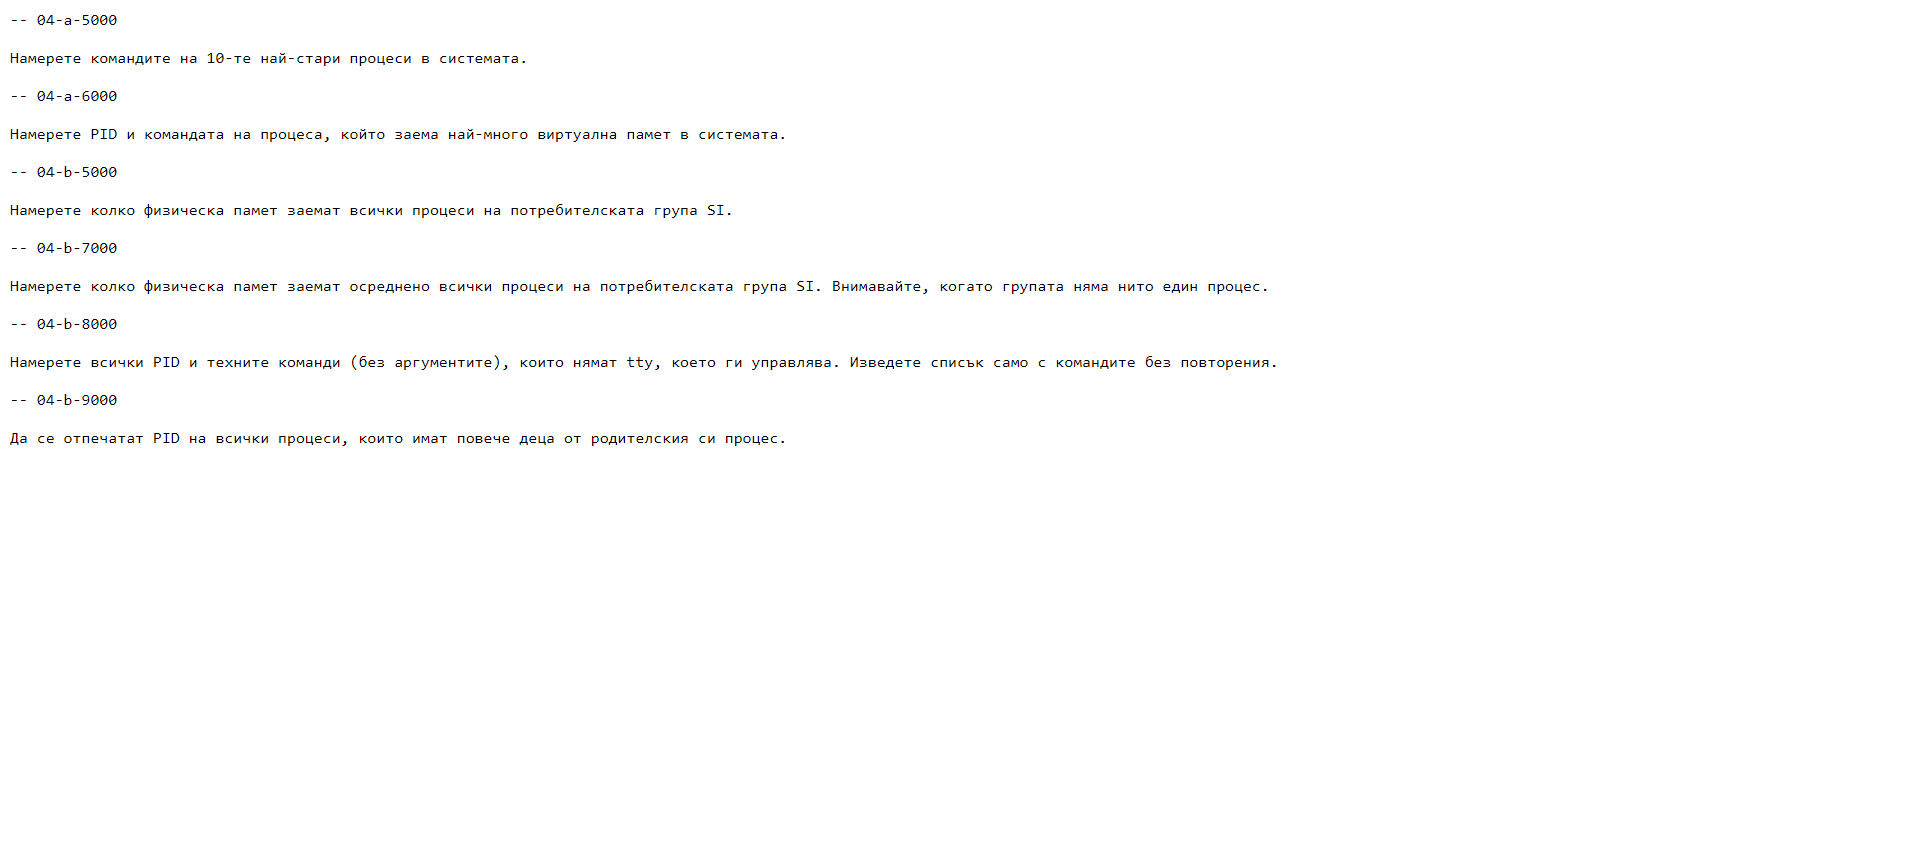 -- 04-a-5000
Намерете командите на 10-те най-стари процеси в системата.
-- 04-a-6000
Намерете PID и командата на процеса, който заема най-много виртуална памет в системата.
-- 04-b-5000
Намерете колко физическа памет заемат всички процеси на потребителската група SI.
-- 04-b-7000
Намерете колко физическа памет заемат осреднено всички процеси на потребителската група SI. Внимавайте, когато групата няма нито един процес.
-- 04-b-8000
Намерете всички PID и техните команди (без аргументите), които нямат tty, което ги управлява. Изведете списък само с командите без повторения.
-- 04-b-9000
Да се отпечатат PID на всички процеси, които имат повече деца от родителския си процес.